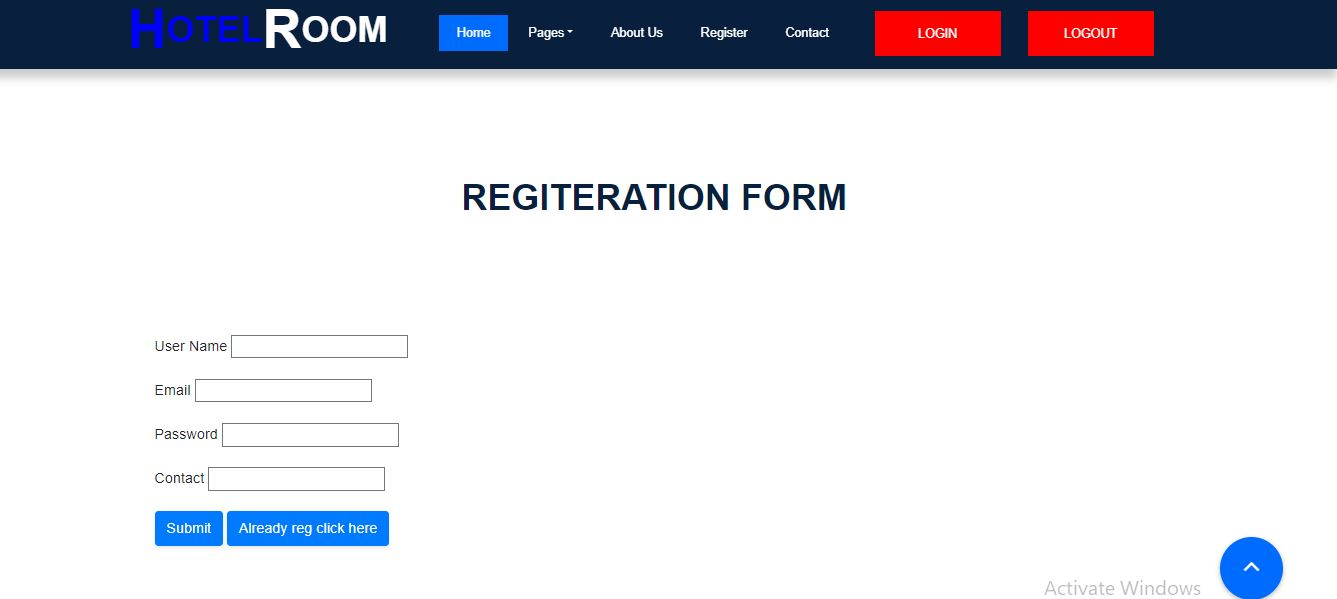 HOTELROOM Home Pages About Us Register Contact LOGIN LOGOUT
REGITERATION FORM
User Name
Email
Password
Contact
Submit Already reg click here
Activate Windows